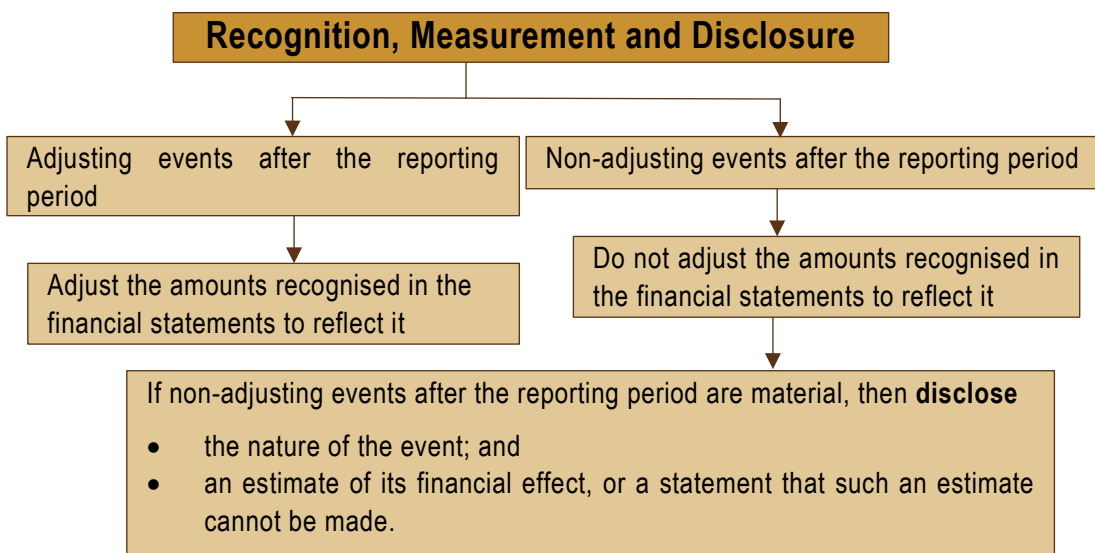 Recognition, Measurement and Disclosure
Adjusting events after the reporting
period
Non-adjusting events after the reporting period
Adjust the amounts recognised in the
financial statements to reflect it
Do not adjust the amounts recognised in
the financial statements to reflect it
If non-adjusting events after the reporting period are material, then disclose
• the nature of the event; and
• an estimate of its financial effect, or a statement that such an estimate
cannot be made.